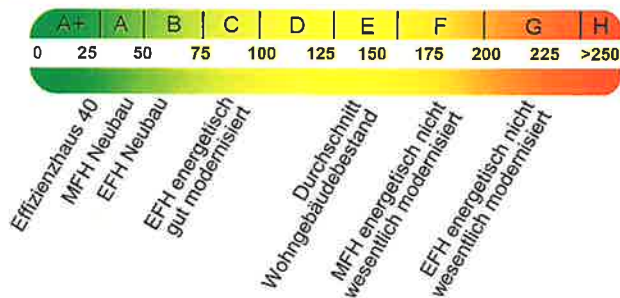 A+ A B C D E F G H
0 25 50 75 100 125 150 175 200 225 >250
Effizienzhaus 40
MFH Neubau
EFH Neubau
EFH energetisch
gut modernisiert
Durchschnitt
Wohngebäudebestand
MFH energetisch nicht
wesentlich modernisiert
EFH energetisch nicht
wesentlich modernisiert